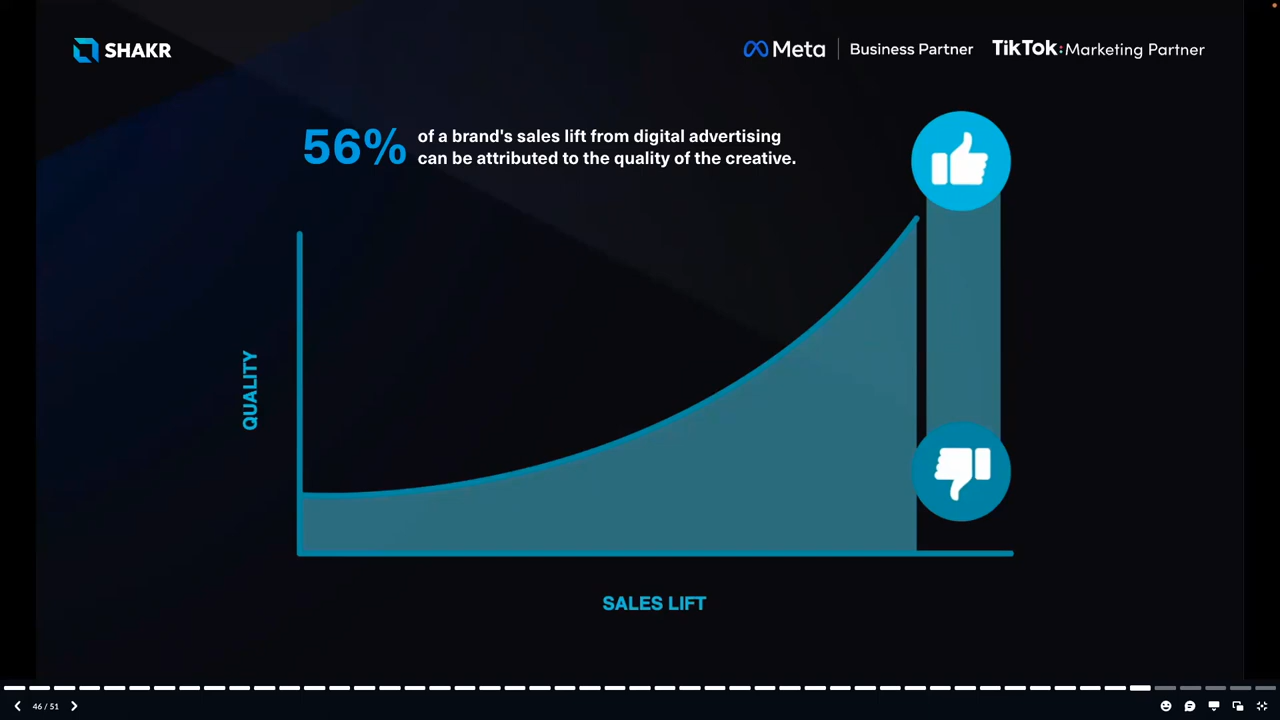 SHAKR
Meta Business Partner
TikTok: Marketing Partner
56%
of a brand's sales lift from digital advertising
can be attributed to the quality of the creative.
QUALITY
SALES LIFT
46 / 51